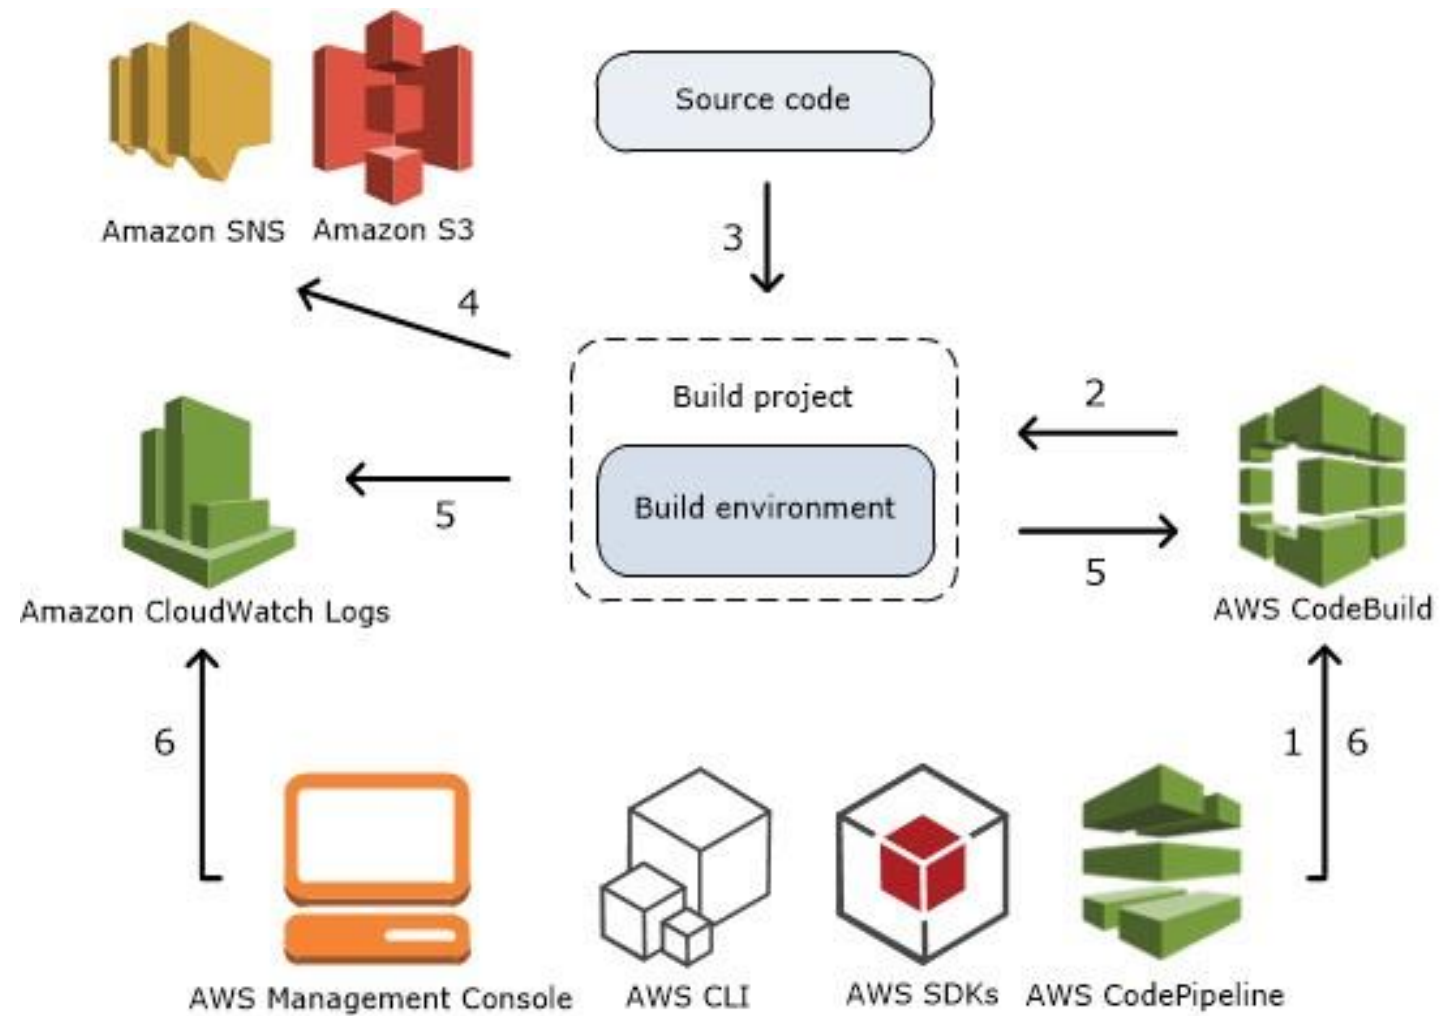 Source code
Amazon SNS
Amazon S3
3
4
Build project
2
Build environment
5
5
Amazon CloudWatch Logs
AWS CodeBuild
6
1
6
AWS Management Console
AWS CLI
AWS SDKs
AWS CodePipeline